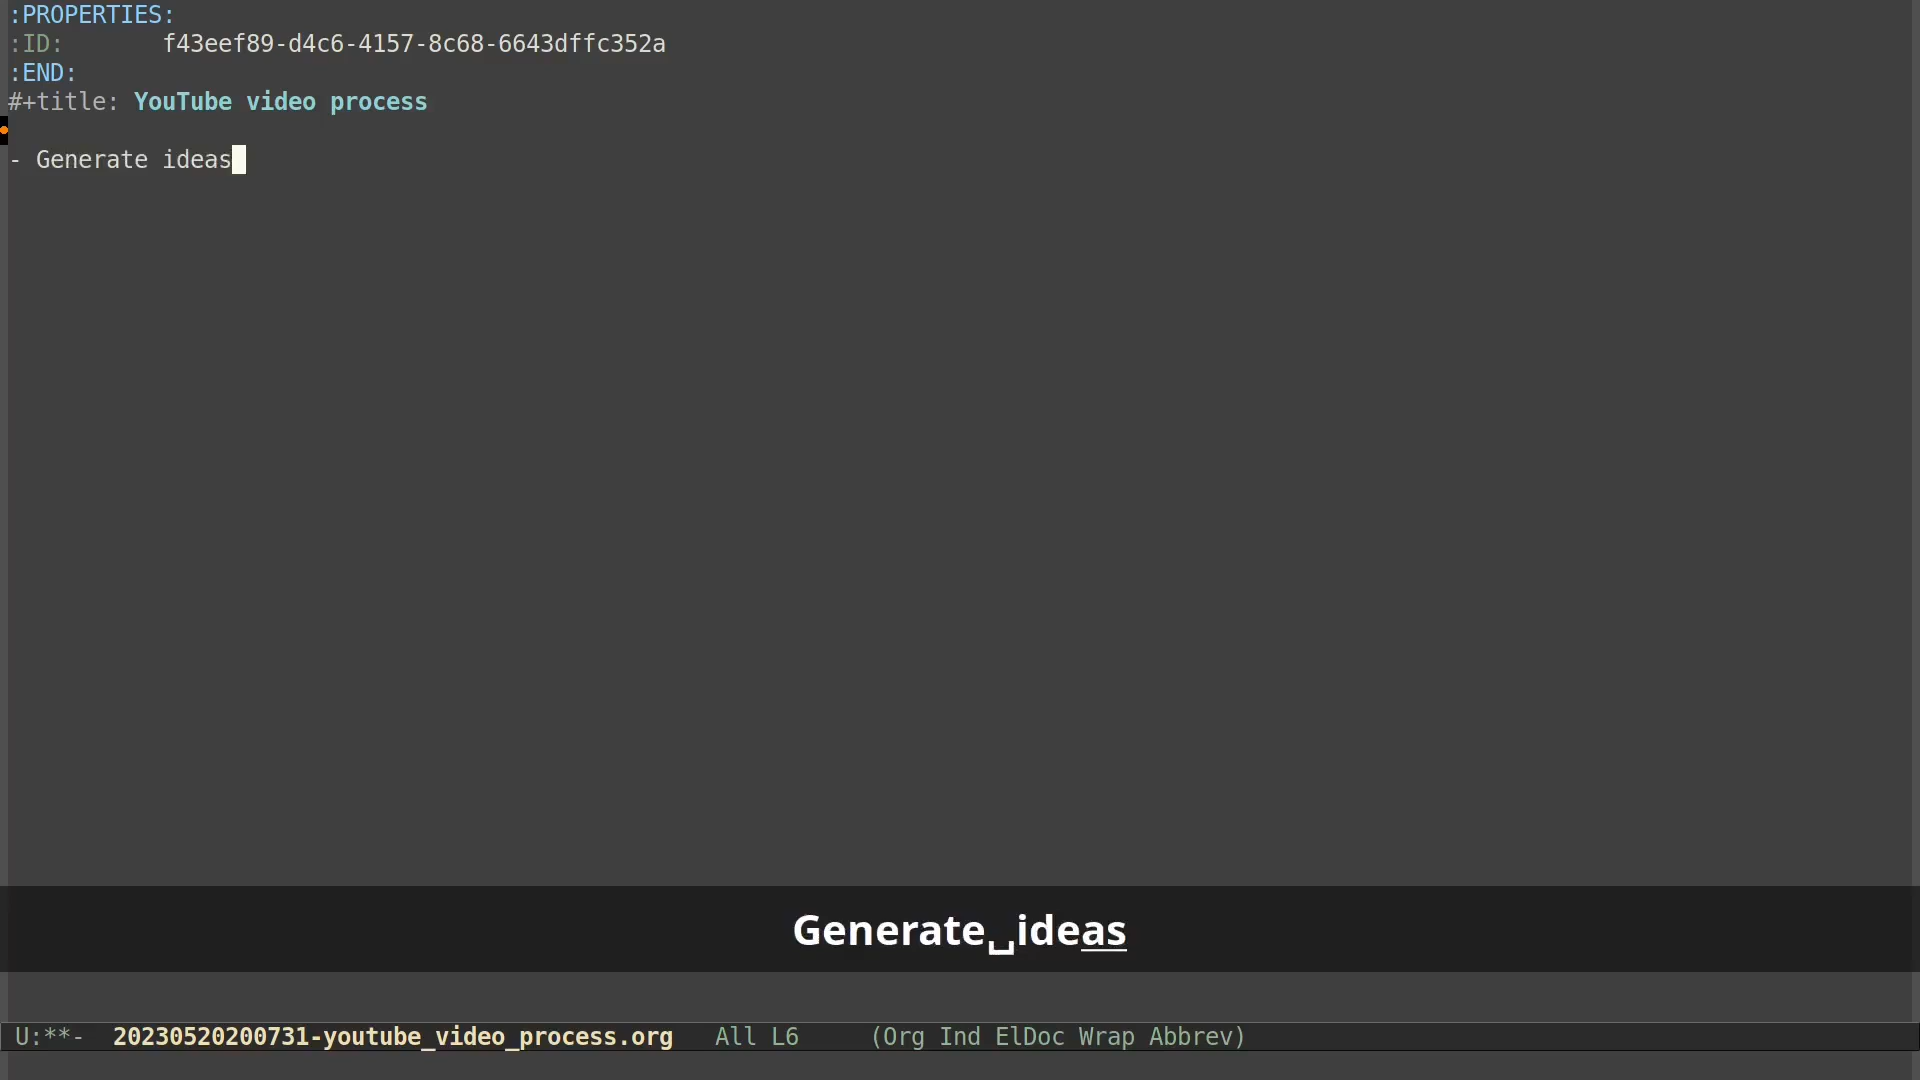 :PROPERTIES:
:ID:       f43eef89-d4c6-4157-8c68-6643dffc352a
:END:
#+title: YouTube video process
- Generate ideas
Generate␣ideas
U:**-  20230520200731-youtube_video_process.org   All L6     (Org Ind ElDoc Wrap Abbrev)